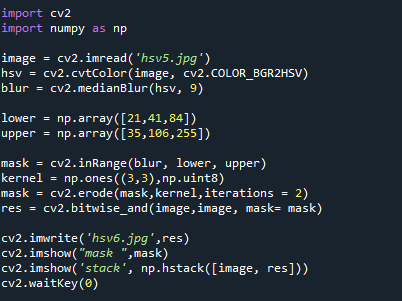 import cv2
import numpy as np
image = cv2.imread('hsv5.jpg')
hsv = cv2.cvtColor(image, cv2.COLOR_BGR2HSV)
blur = cv2.medianBlur(hsv, 9)
lower = np.array([21,41,84])
upper = np.array([35,106,255])
mask = cv2.inRange(blur, lower, upper)
kernel = np.ones((3,3),np.uint8)
mask = cv2.erode(mask,kernel,iterations = 2)
res = cv2.bitwise_and(image,image, mask= mask)
cv2.imwrite('hsv6.jpg',res)
cv2.imshow("mask ",mask)
cv2.imshow('stack', np.hstack([image, res]))
cv2.waitKey(0)